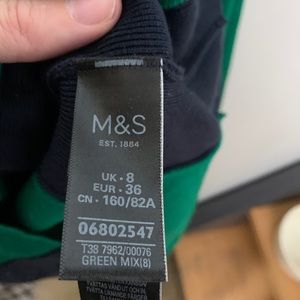 M&S
EST. 1884
UK • 8
EUR • 36
CN • 160/82A
06802547
T38 7962/00076
GREEN MIX(8)